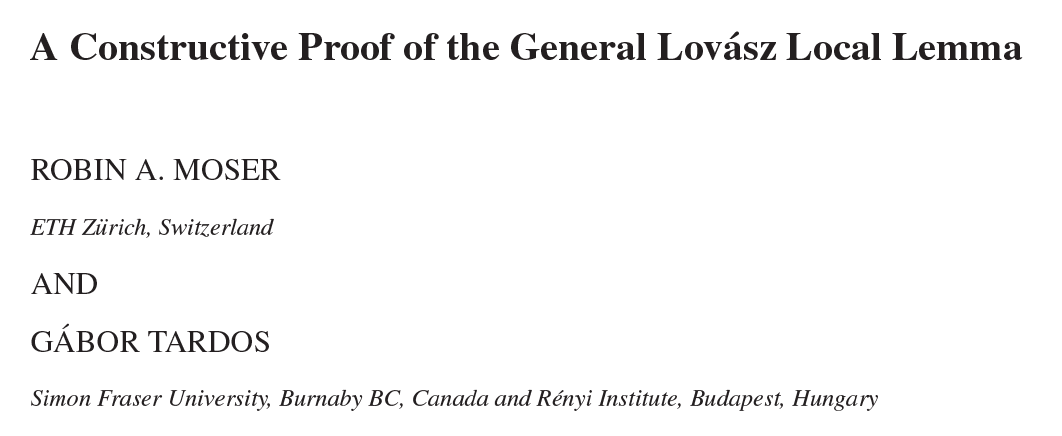 A Constructive Proof of the General Lovász Local Lemma
ROBIN A. MOSER
ETH Zürich, Switzerland
AND
GÁBOR TARDOS
Simon Fraser University, Burnaby BC, Canada and Rényi Institute, Budapest, Hungary